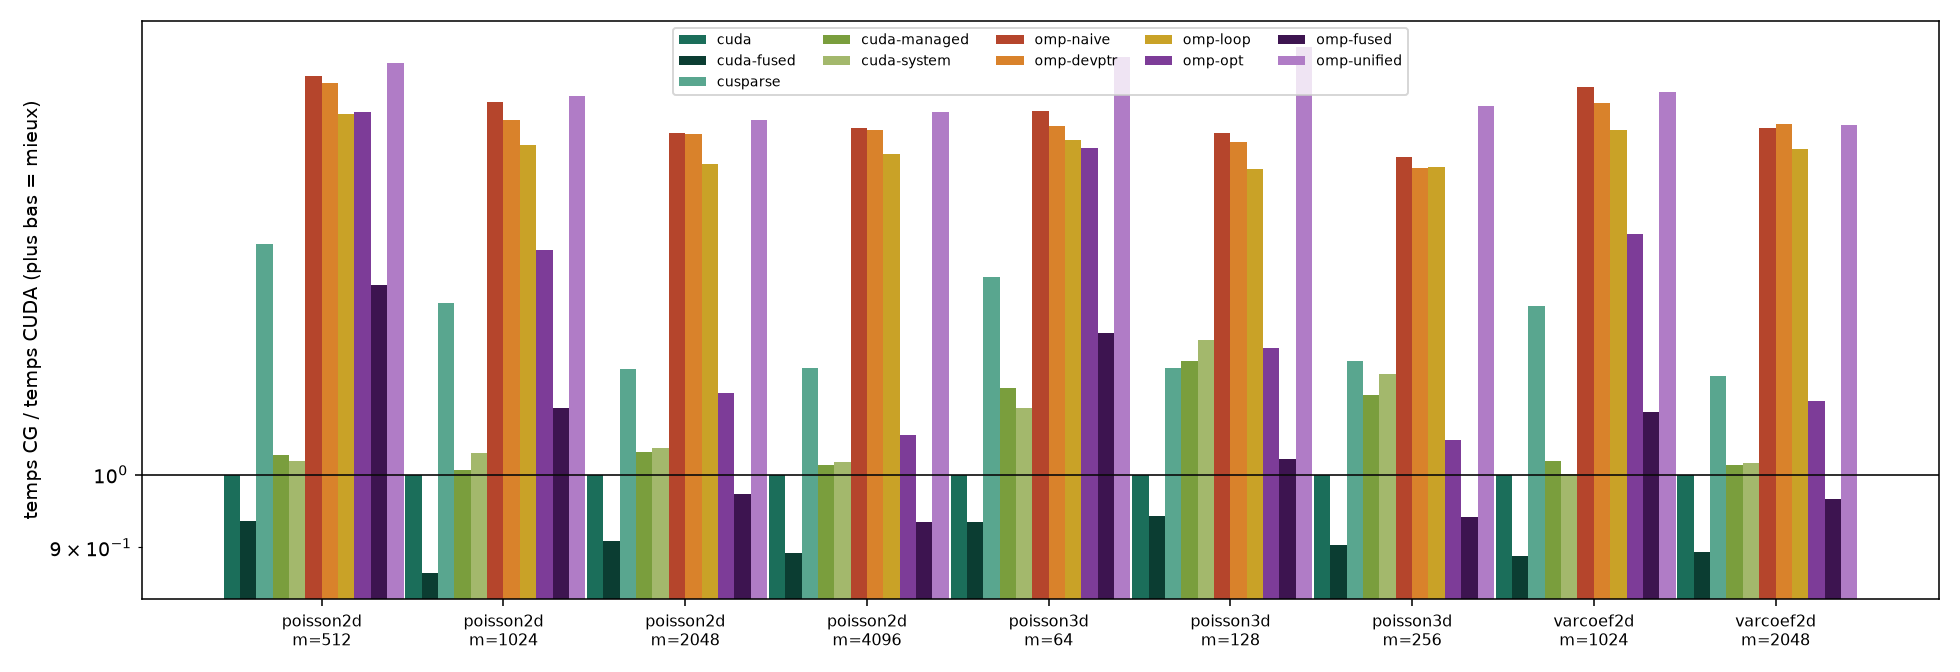 cuda
cuda-fused
cusparse
cuda-managed
cuda-system
omp-naive
omp-devptr
omp-loop
omp-opt
omp-fused
omp-unified
temps CG / temps CUDA (plus bas = mieux)
10⁰
9 × 10⁻¹
poisson2d
m=512
poisson2d
m=1024
poisson2d
m=2048
poisson2d
m=4096
poisson3d
m=64
poisson3d
m=128
poisson3d
m=256
varcoef2d
m=1024
varcoef2d
m=2048